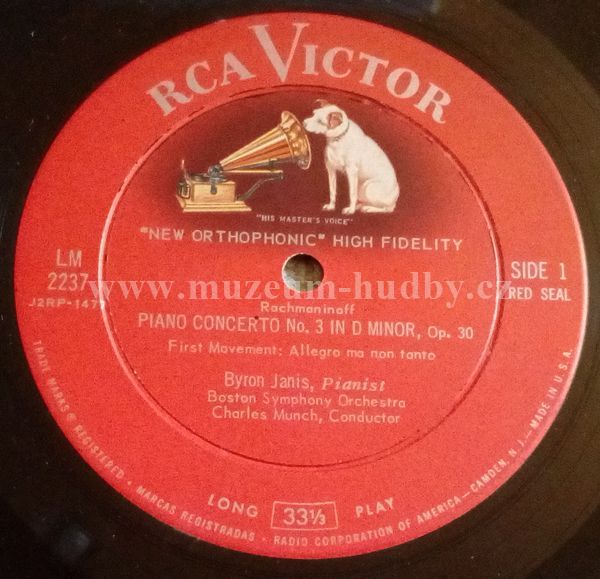 RCA VICTOR
"HIS MASTER'S VOICE"
"NEW ORTHOPHONIC" HIGH FIDELITY
LM
2237
J2RP-147
SIDE 1
RED SEAL
www.muzeum-hudby.cz
Rachmaninoff
PIANO CONCERTO No. 3 IN D MINOR, Op. 30
First Movement: Allegro ma non tanto
Byron Janis, Pianist
Boston Symphony Orchestra
Charles Munch, Conductor
LONG 33⅓ PLAY
TRADE MARKS ® REGISTERED • MARCAS REGISTRADAS • RADIO CORPORATION OF AMERICA—CAMDEN, N.J.—MADE IN U.S.A.